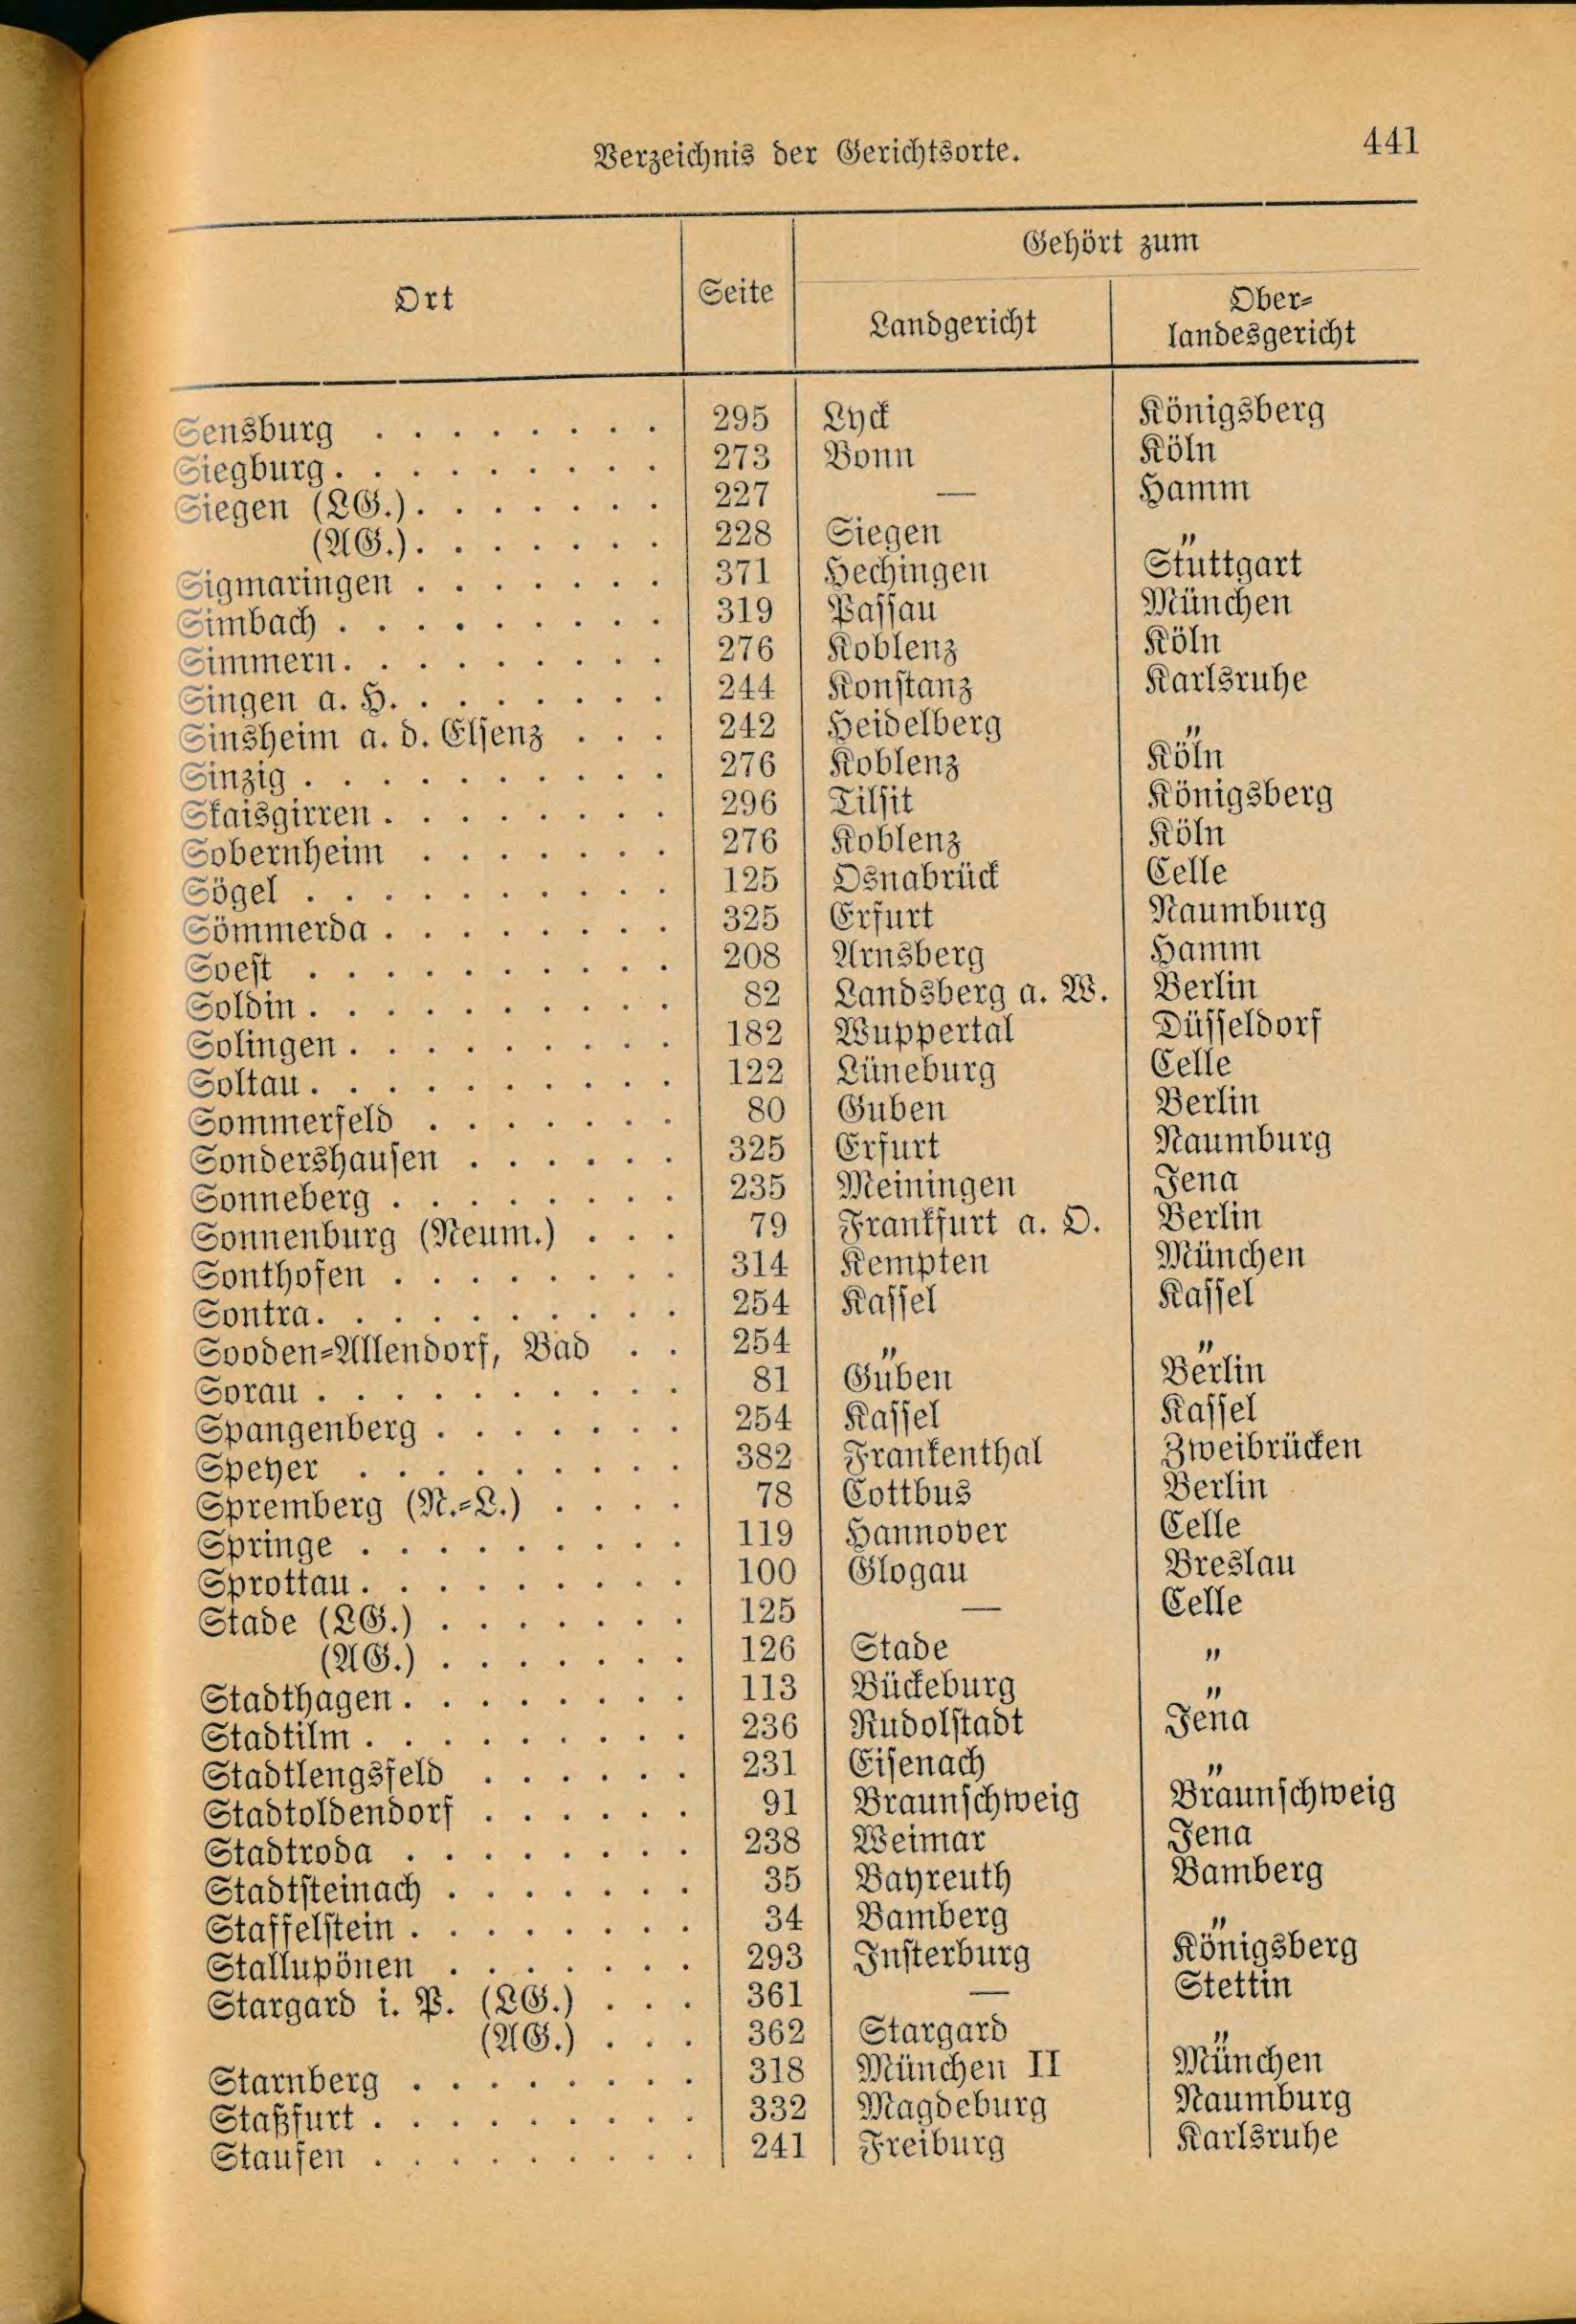 Verzeichnis der Gerichtsorte. 441
Gehört zum
Ort Seite Landgericht Ober-
landesgericht
Sensburg . . . . . . . . 295 Lyck Königsberg
Siegburg . . . . . . . . . 273 Bonn Köln
Siegen (LG.) . . . . . . . 227 — Hamm
(AG.) . . . . . . . 228 Siegen "
Sigmaringen . . . . . . . 371 Hechingen Stuttgart
Simbach . . . . . . . . . 319 Passau München
Simmern . . . . . . . . . 276 Koblenz Köln
Singen a. H. . . . . . . . 244 Konstanz Karlsruhe
Sinsheim a. d. Elsenz . . . 242 Heidelberg "
Sinzig . . . . . . . . . . 276 Koblenz Köln
Skaisgirren . . . . . . . . 296 Tilsit Königsberg
Sobernheim . . . . . . . 276 Koblenz Köln
Sögel . . . . . . . . . . 125 Osnabrück Celle
Sömmerda . . . . . . . . 325 Erfurt Naumburg
Soest . . . . . . . . . . 208 Arnsberg Hamm
Soldin . . . . . . . . . . 82 Landsberg a. W. Berlin
Solingen . . . . . . . . . 182 Wuppertal Düsseldorf
Soltau . . . . . . . . . . 122 Lüneburg Celle
Sommerfeld . . . . . . . 80 Guben Berlin
Sondershausen . . . . . . 325 Erfurt Naumburg
Sonneberg . . . . . . . . 235 Meiningen Jena
Sonnenburg (Neum.) . . . 79 Frankfurt a. O. Berlin
Sonthofen . . . . . . . . 314 Kempten München
Sontra . . . . . . . . . . 254 Kassel Kassel
Sooden-Allendorf, Bad . . 254 " "
Sorau . . . . . . . . . . 81 Guben Berlin
Spangenberg . . . . . . . 254 Kassel Kassel
Speyer . . . . . . . . . 382 Frankenthal Zweibrücken
Spremberg (N.-L.) . . . . 78 Cottbus Berlin
Springe . . . . . . . . . 119 Hannover Celle
Sprottau . . . . . . . . . 100 Glogau Breslau
Stade (LG.) . . . . . . . 125 — Celle
(AG.) . . . . . . . 126 Stade "
Stadthagen . . . . . . . . 113 Bückeburg "
Stadtilm . . . . . . . . . 236 Rudolstadt Jena
Stadtlengsfeld . . . . . . 231 Eisenach "
Stadtoldendorf . . . . . . 91 Braunschweig Braunschweig
Stadtroda . . . . . . . . 238 Weimar Jena
Stadtsteinach . . . . . . . 35 Bayreuth Bamberg
Staffelstein . . . . . . . . 34 Bamberg "
Stallupönen . . . . . . . 293 Insterburg Königsberg
Stargard i. P. (LG.) . . . 361 — Stettin
(AG.) . . . 362 Stargard "
Starnberg . . . . . . . . 318 München II München
Staßfurt . . . . . . . . . 332 Magdeburg Naumburg
Staufen . . . . . . . . . 241 Freiburg Karlsruhe